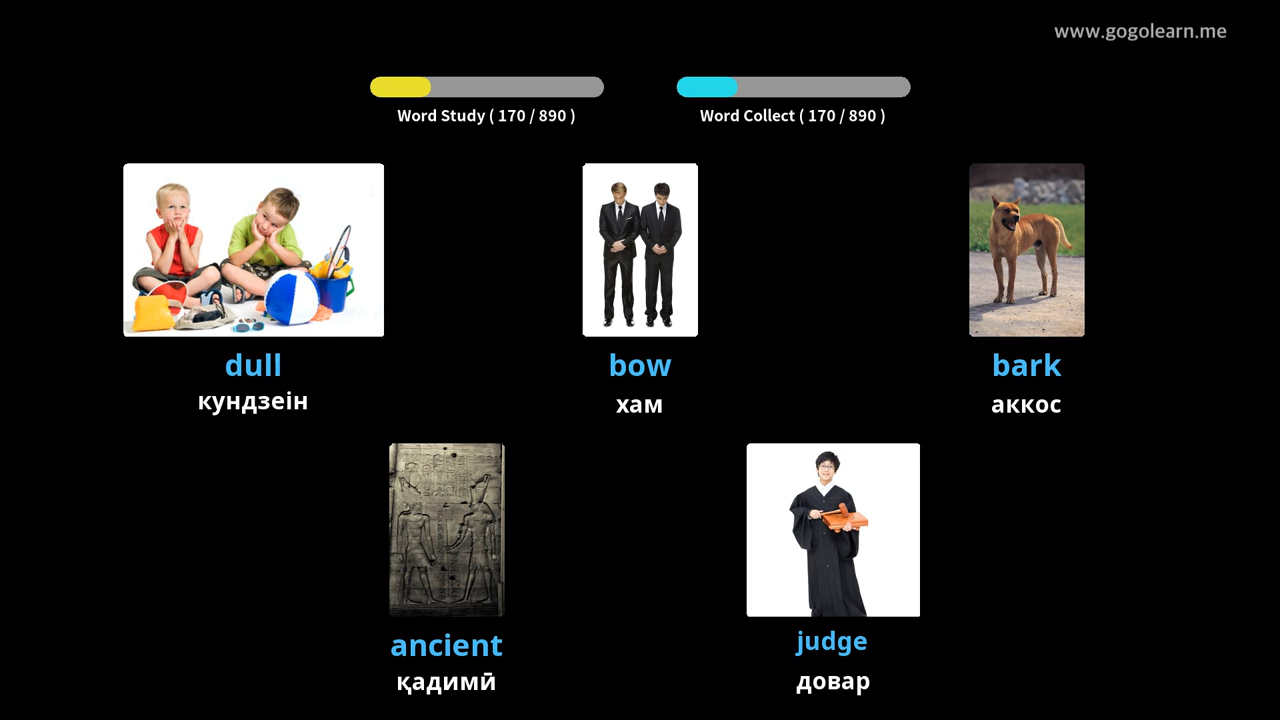 www.gogolearn.me
Word Study ( 170 / 890 )
Word Collect ( 170 / 890 )
dull
кундзеін
bow
хам
bark
аккос
ancient
қадимӣ
judge
довар